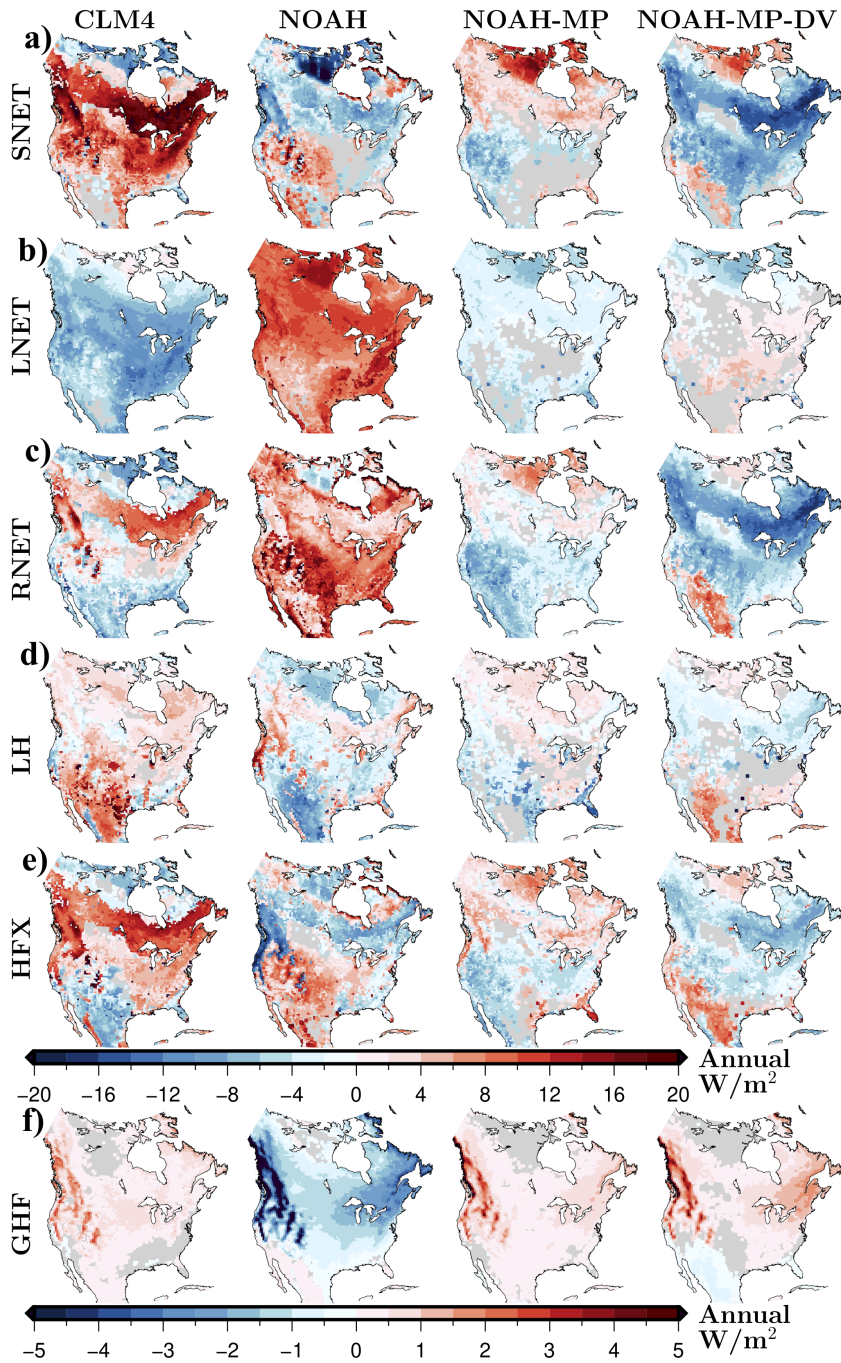 CLM4 NOAH NOAH-MP NOAH-MP-DV
a)
SNET
b)
LNET
c)
RNET
d)
LH
e)
HFX
−20 −16 −12 −8 −4 0 4 8 12 16 20
Annual
W/m²
f)
GHF
−5 −4 −3 −2 −1 0 1 2 3 4 5
Annual
W/m²